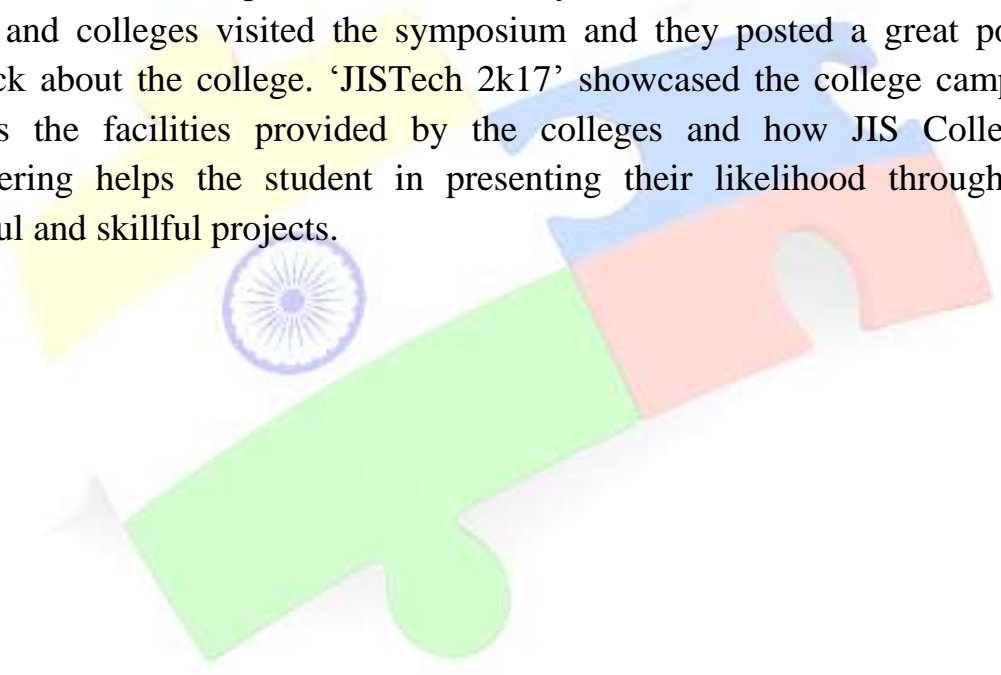 and colleges visited the symposium and they posted a great po
ck about the college. ‘JISTech 2k17’ showcased the college camp
s the facilities provided by the colleges and how JIS Colle
ering helps the student in presenting their likelihood through
ul and skillful projects.